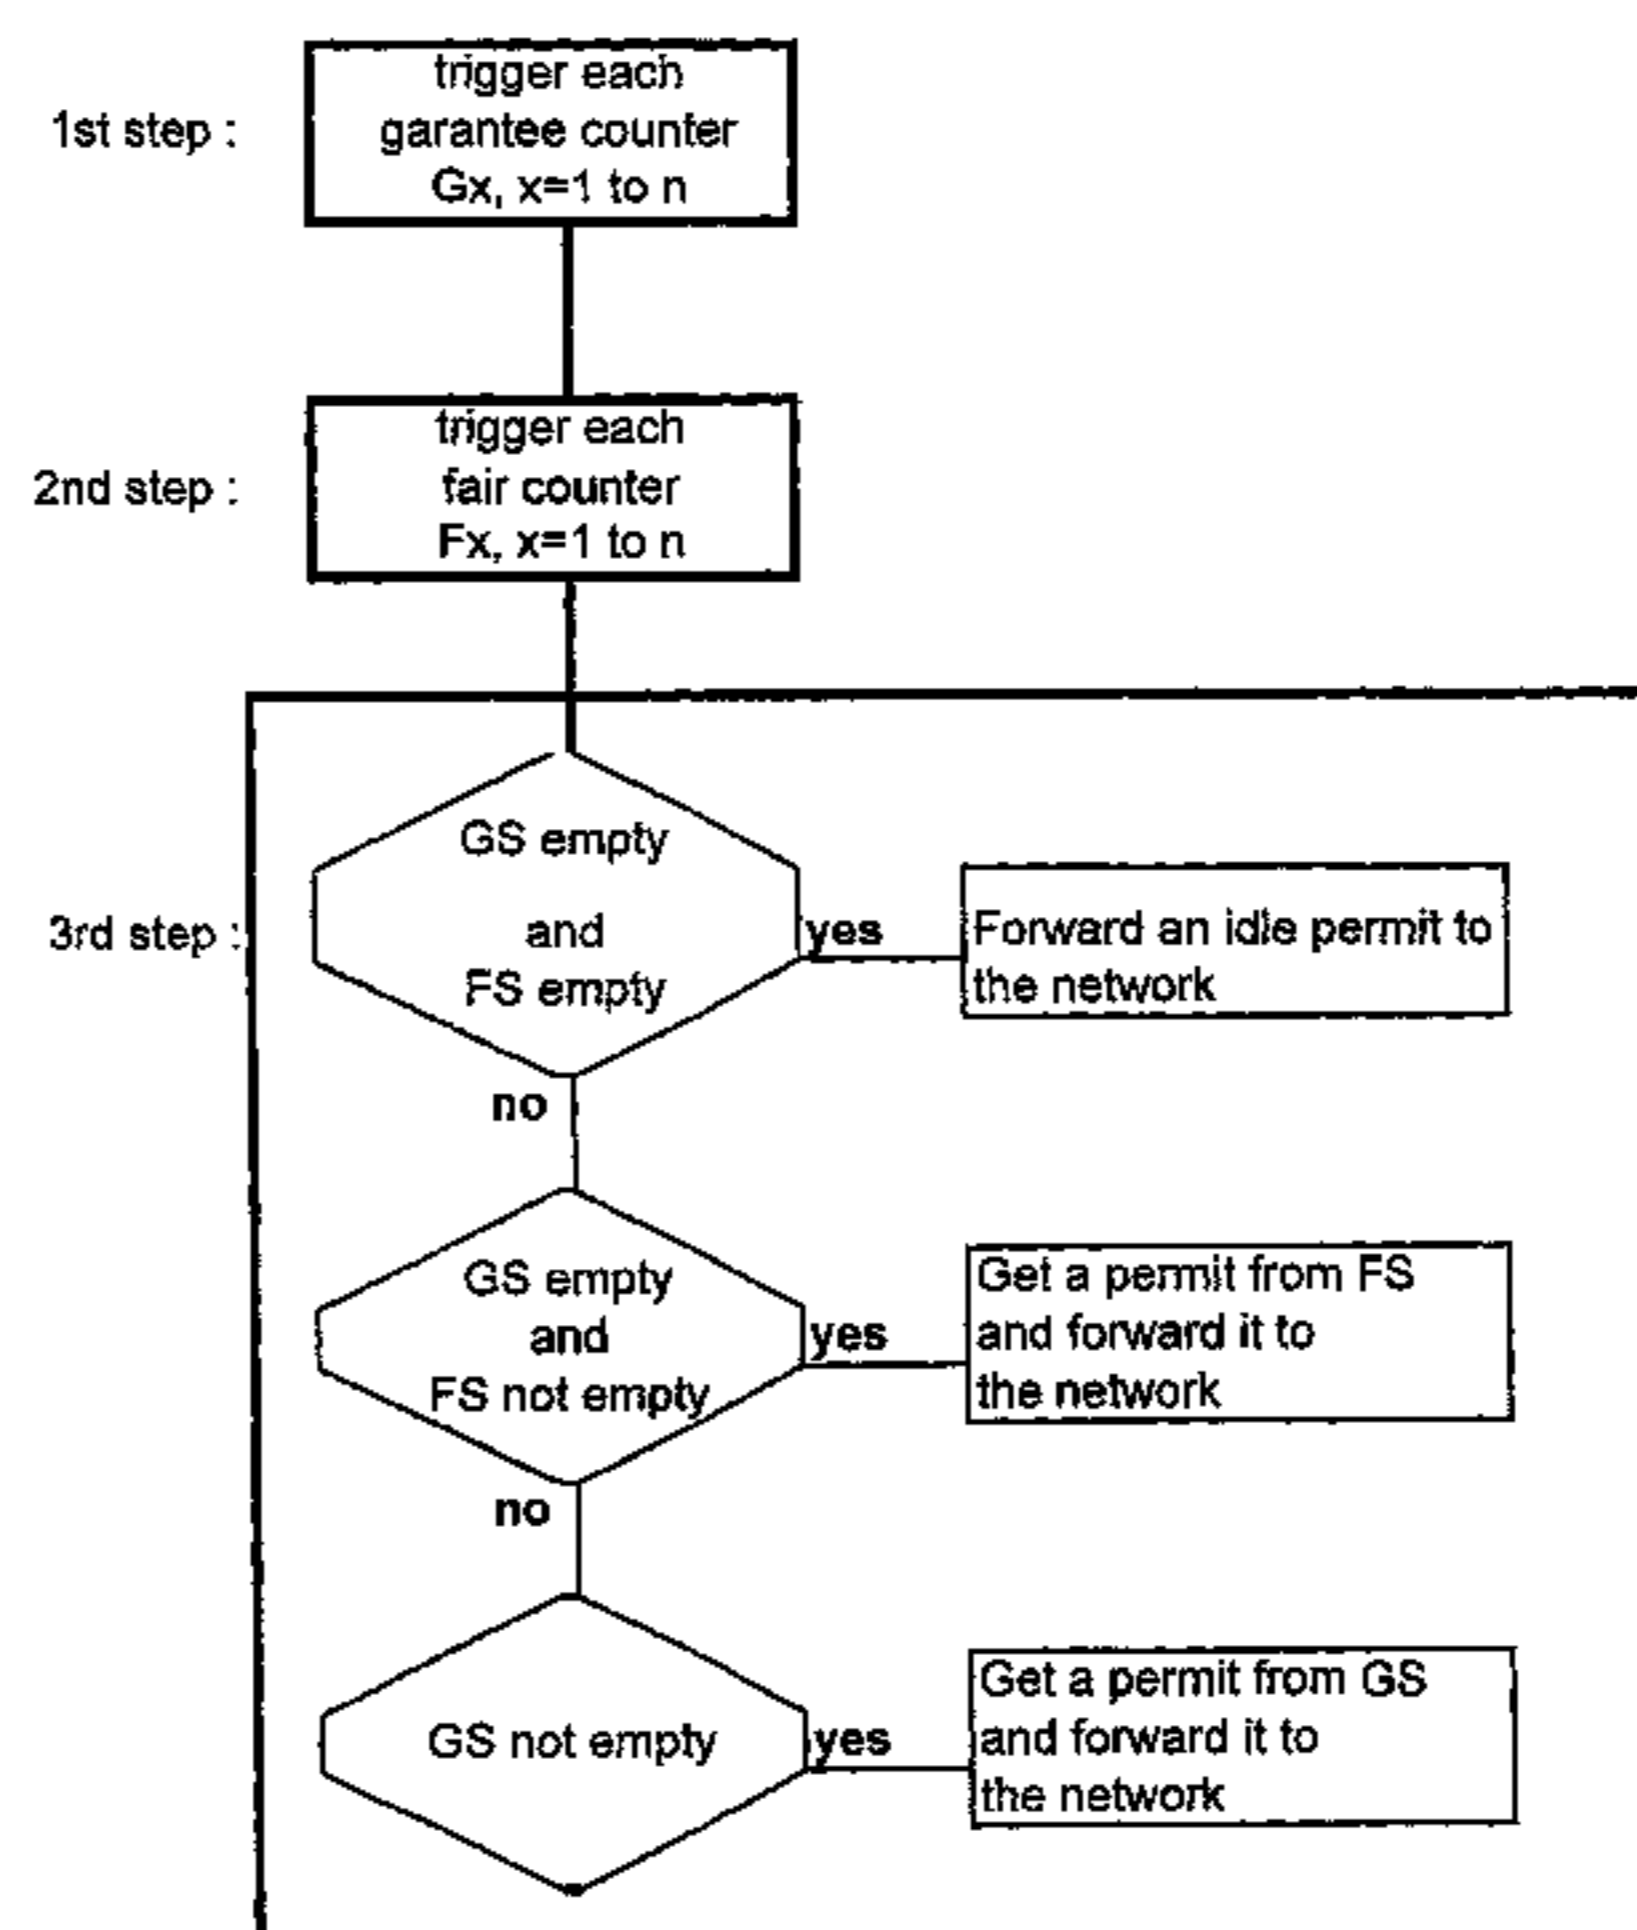 1st step :
trigger each
garantee counter
Gx, x=1 to n
2nd step :
trigger each
fair counter
Fx, x=1 to n
3rd step :
GS empty
and
FS empty
yes
Forward an idle permit to
the network
no
GS empty
and
FS not empty
yes
Get a permit from FS
and forward it to
the network
no
GS not empty
yes
Get a permit from GS
and forward it to
the network